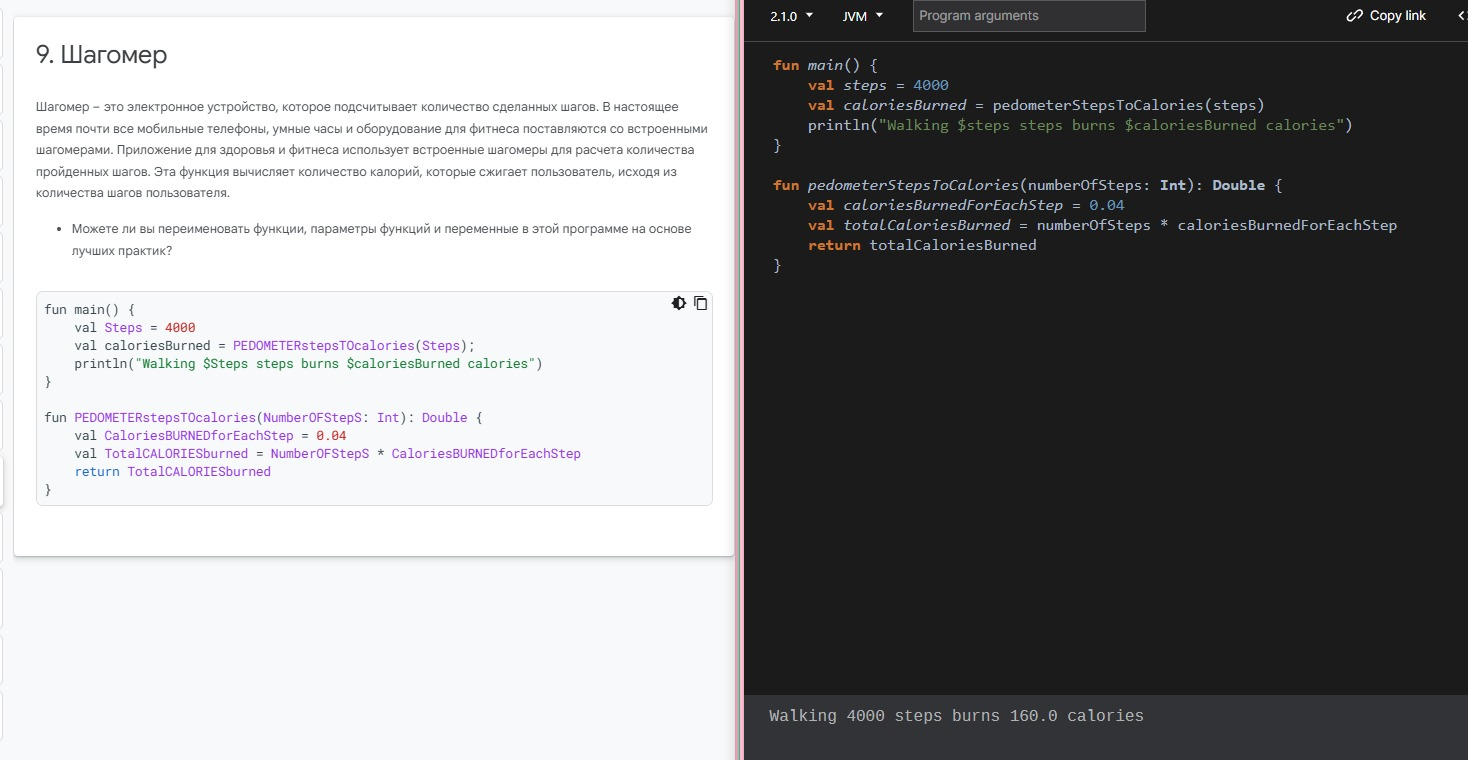 9. Шагомер
Шагомер – это электронное устройство, которое подсчитывает количество сделанных шагов. В настоящее
время почти все мобильные телефоны, умные часы и оборудование для фитнеса поставляются со встроенными
шагомерами. Приложение для здоровья и фитнеса использует встроенные шагомеры для расчета количества
пройденных шагов. Эта функция вычисляет количество калорий, которые сжигает пользователь, исходя из
количества шагов пользователя.
• Можете ли вы переименовать функции, параметры функций и переменные в этой программе на основе
лучших практик?
fun main() {
    val Steps = 4000
    val caloriesBurned = PEDOMETERstepsTOcalories(Steps);
    println("Walking $Steps steps burns $caloriesBurned calories")
}
fun PEDOMETERstepsTOcalories(NumberOFStepS: Int): Double {
    val CaloriesBURNEDforEachStep = 0.04
    val TotalCALORIESburned = NumberOFStepS * CaloriesBURNEDforEachStep
    return TotalCALORIESburned
}
2.1.0 JVM Program arguments Copy link
fun main() {
    val steps = 4000
    val caloriesBurned = pedometerStepsToCalories(steps)
    println("Walking $steps steps burns $caloriesBurned calories")
}
fun pedometerStepsToCalories(numberOfSteps: Int): Double {
    val caloriesBurnedForEachStep = 0.04
    val totalCaloriesBurned = numberOfSteps * caloriesBurnedForEachStep
    return totalCaloriesBurned
}
Walking 4000 steps burns 160.0 calories